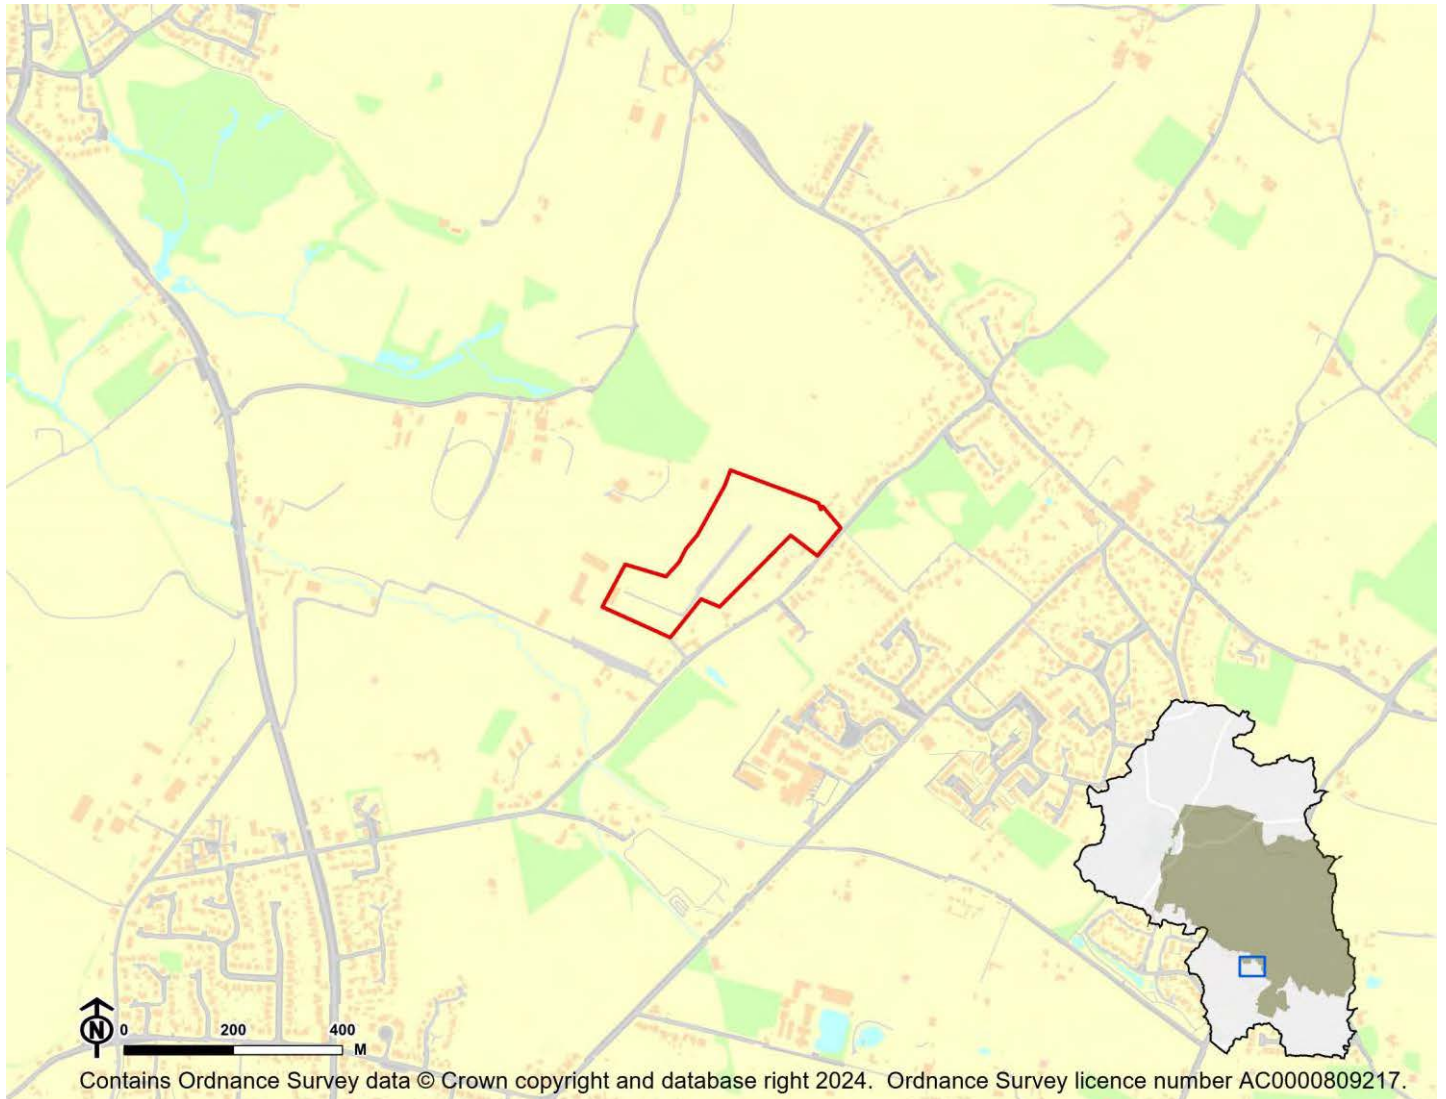 N
0 200 400
M
Contains Ordnance Survey data © Crown copyright and database right 2024. Ordnance Survey licence number AC0000809217.